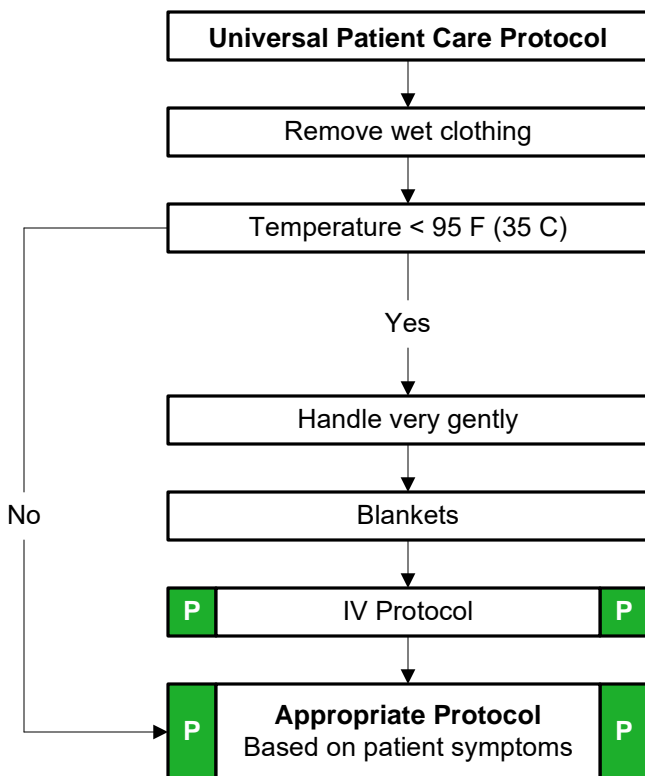 Universal Patient Care Protocol
Remove wet clothing
Temperature < 95 F (35 C)
Yes
Handle very gently
No
Blankets
P IV Protocol P
P Appropriate Protocol P
Based on patient symptoms